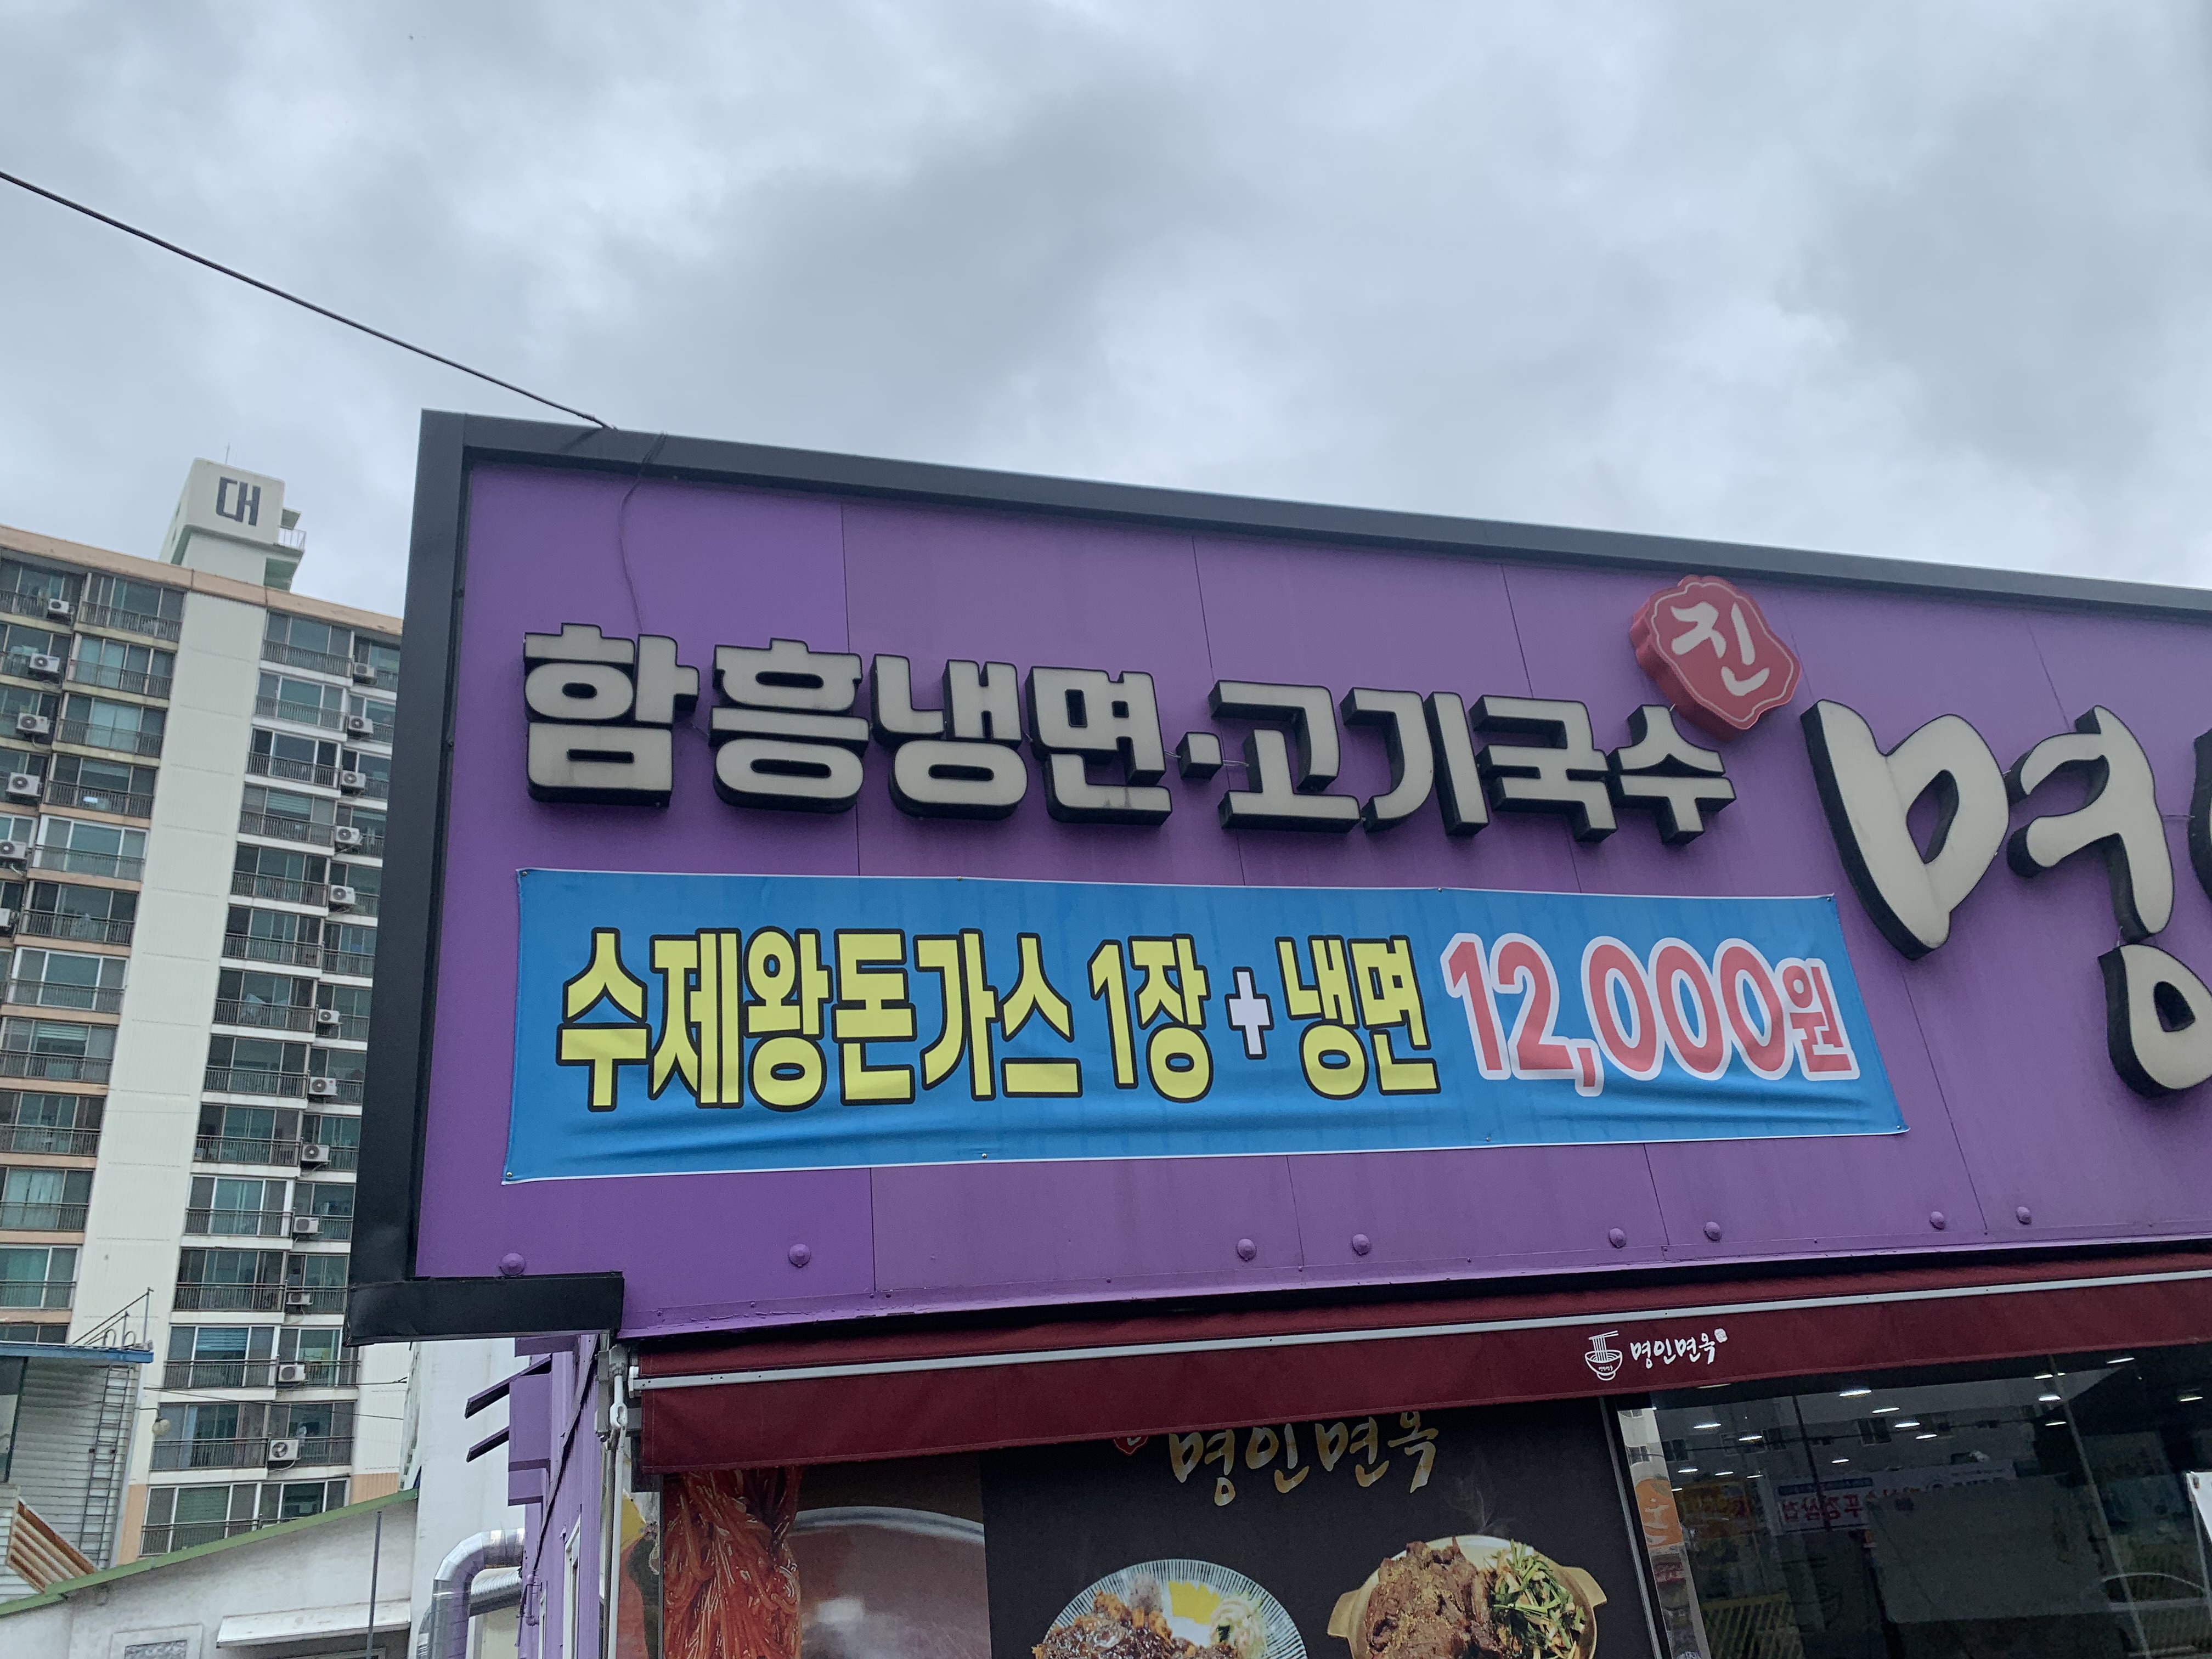 대
진
함흥냉면·고기국수
명
수제왕돈가스 1장+냉면 12,000원
명인면옥
명인면옥